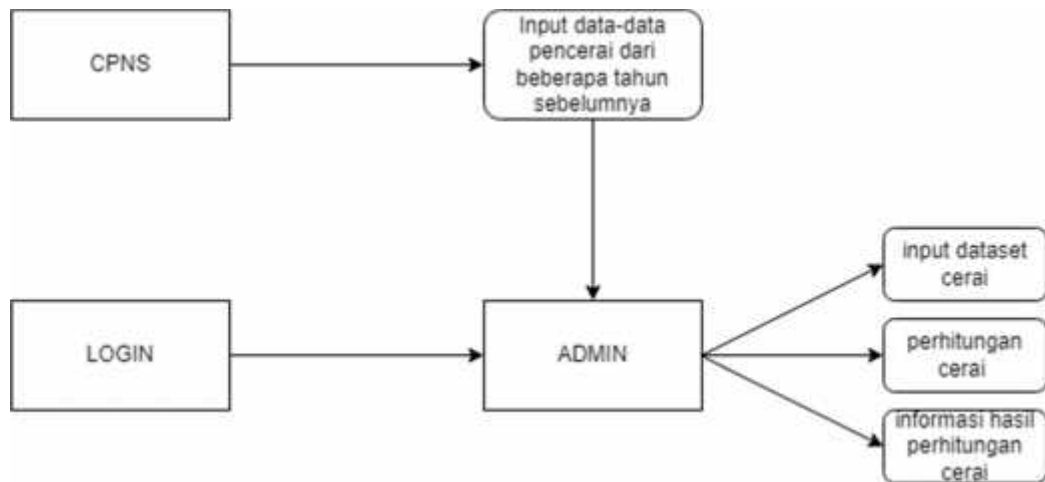 CPNS
Input data-data
pencerai dari
beberapa tahun
sebelumnya
input dataset
cerai
LOGIN
ADMIN
perhitungan
cerai
informasi hasil
perhitungan
cerai